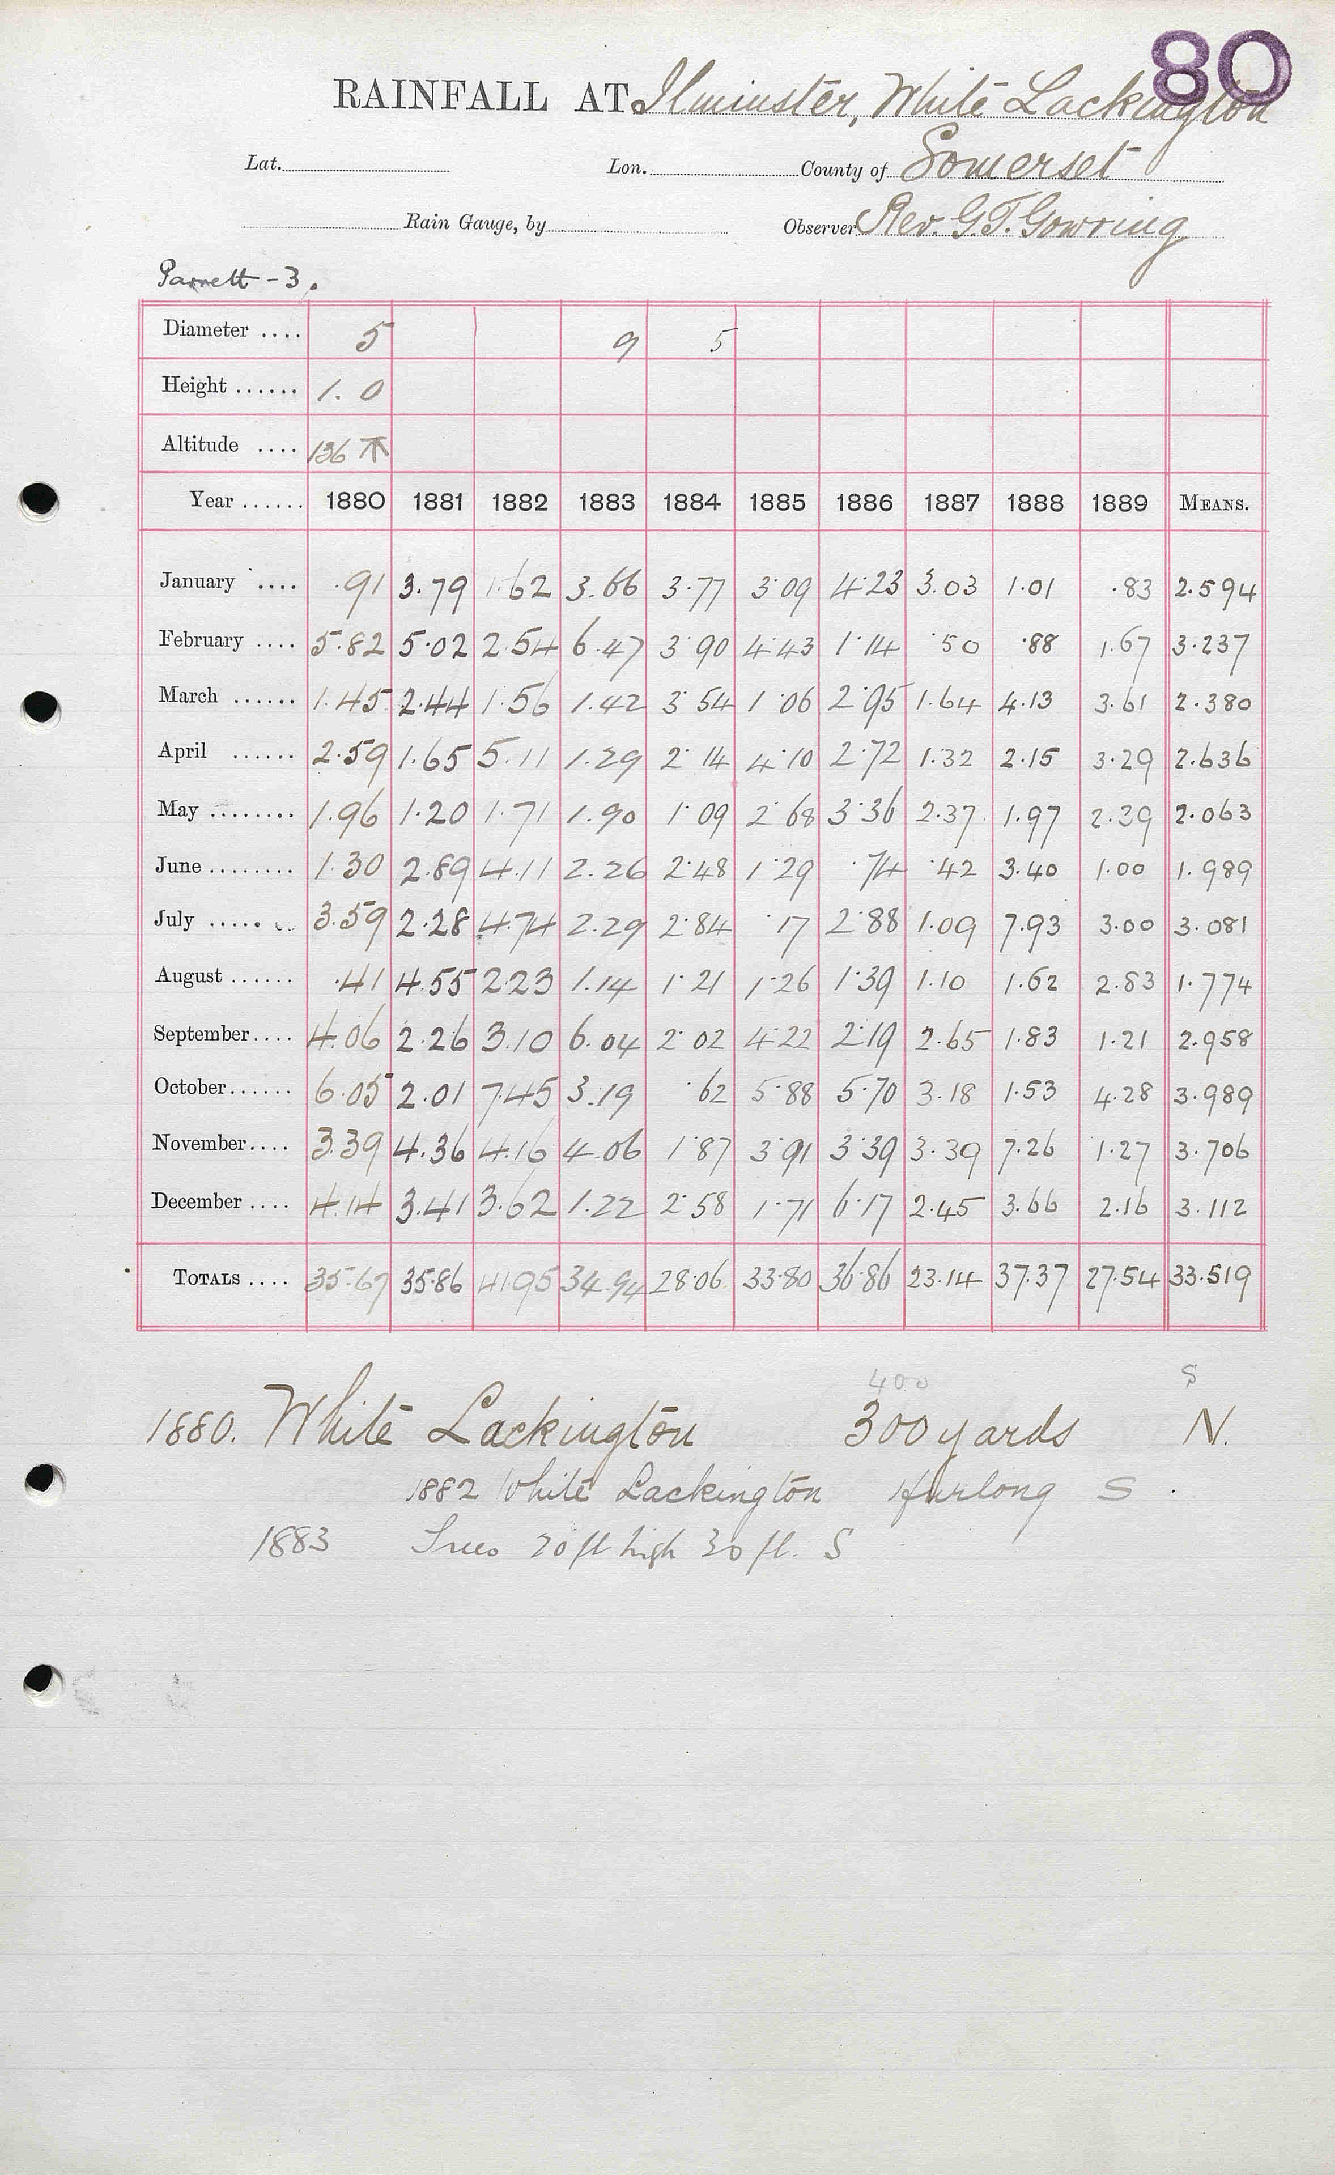 80
RAINFALL AT Ilminster, White Lackington
Lat. Lon. County of Somerset
Rain Gauge, by Observer Rev. G.T. Gowring
Parrett - 3.
Diameter .... 5 9 5
Height ...... 1. 0
Altitude .... 136
Year ...... 1880 1881 1882 1883 1884 1885 1886 1887 1888 1889 MEANS.
January .... .91 3.79 1.62 3.66 3.77 3.09 4.23 3.03 1.01 .83 2.594
February .... 5.82 5.02 2.54 6.47 3.90 4.43 1.14 .50 .88 1.67 3.237
March ...... 1.45 2.44 1.56 1.42 3.54 1.06 2.95 1.64 4.13 3.61 2.380
April ...... 2.59 1.65 5.11 1.29 2.14 4.10 2.72 1.32 2.15 3.29 2.636
May ........ 1.96 1.20 1.71 1.90 1.09 2.68 3.36 2.37 1.97 2.39 2.063
June ........ 1.30 2.89 4.11 2.26 2.48 1.29 .74 .42 3.40 1.00 1.989
July ........ 3.59 2.28 4.74 2.29 2.84 .17 2.88 1.09 7.93 3.00 3.081
August ...... .41 4.55 2.23 1.14 1.21 1.26 1.39 1.10 1.62 2.83 1.774
September .... 4.06 2.26 3.10 6.04 2.02 4.22 2.19 2.65 1.83 1.21 2.958
October ...... 6.05 2.01 7.45 3.19 .62 5.88 5.70 3.18 1.53 4.28 3.989
November .... 3.39 4.36 4.16 4.06 1.87 3.91 3.39 3.39 7.26 1.27 3.706
December .... 4.14 3.41 3.62 1.22 2.58 1.71 6.17 2.45 3.66 2.16 3.112
TOTALS .... 35.67 35.86 41.95 34.94 28.06 33.80 36.86 23.14 37.37 27.54 33.519
400 S
1880. White Lackington 300 yards N.
1882 White Lackington furlong S
1883 Trees 20 ft high 30 ft. S